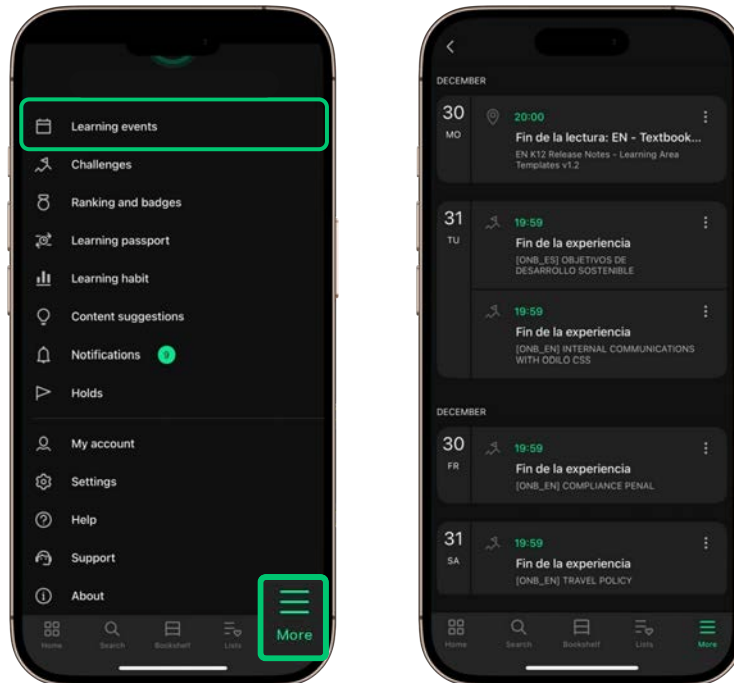 Learning events
Challenges
Ranking and badges
Learning passport
Learning habit
Content suggestions
Notifications 9
Holds
My account
Settings
Help
Support
About
Home
Search
Bookshelf
Lists
More
DECEMBER
30
MO
20:00
Fin de la lectura: EN - Textbook...
EN K12 Release Notes - Learning Area
Templates v1.2
31
TU
19:59
Fin de la experiencia
[ONB_ES] OBJETIVOS DE
DESARROLLO SOSTENIBLE
19:59
Fin de la experiencia
[ONB_EN] INTERNAL COMMUNICATIONS
WITH ODILO CSS
DECEMBER
30
FR
19:59
Fin de la experiencia
[ONB_EN] COMPLIANCE PENAL
31
SA
19:59
Fin de la experiencia
[ONB_EN] TRAVEL POLICY
Home
Search
Bookshelf
Lists
More